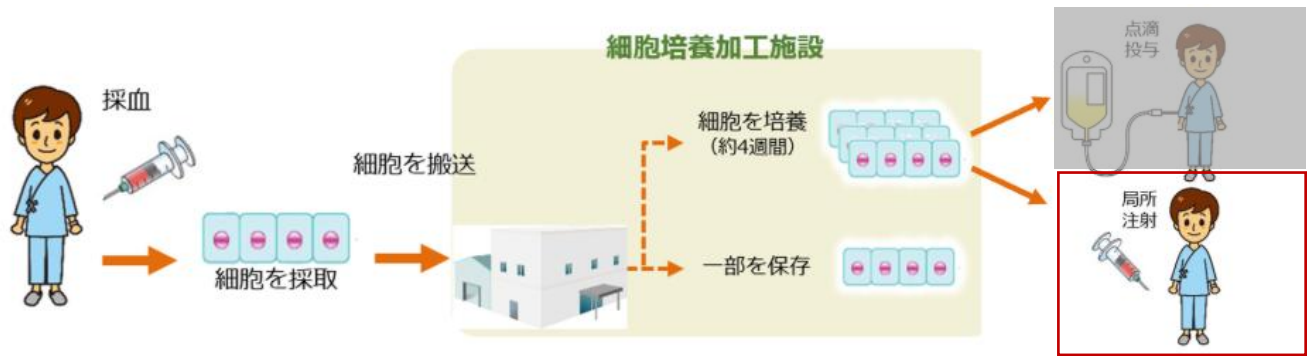 採血
細胞を採取
細胞を搬送
細胞培養加工施設
細胞を培養
（約4週間）
一部を保存
点滴
投与
局所
注射